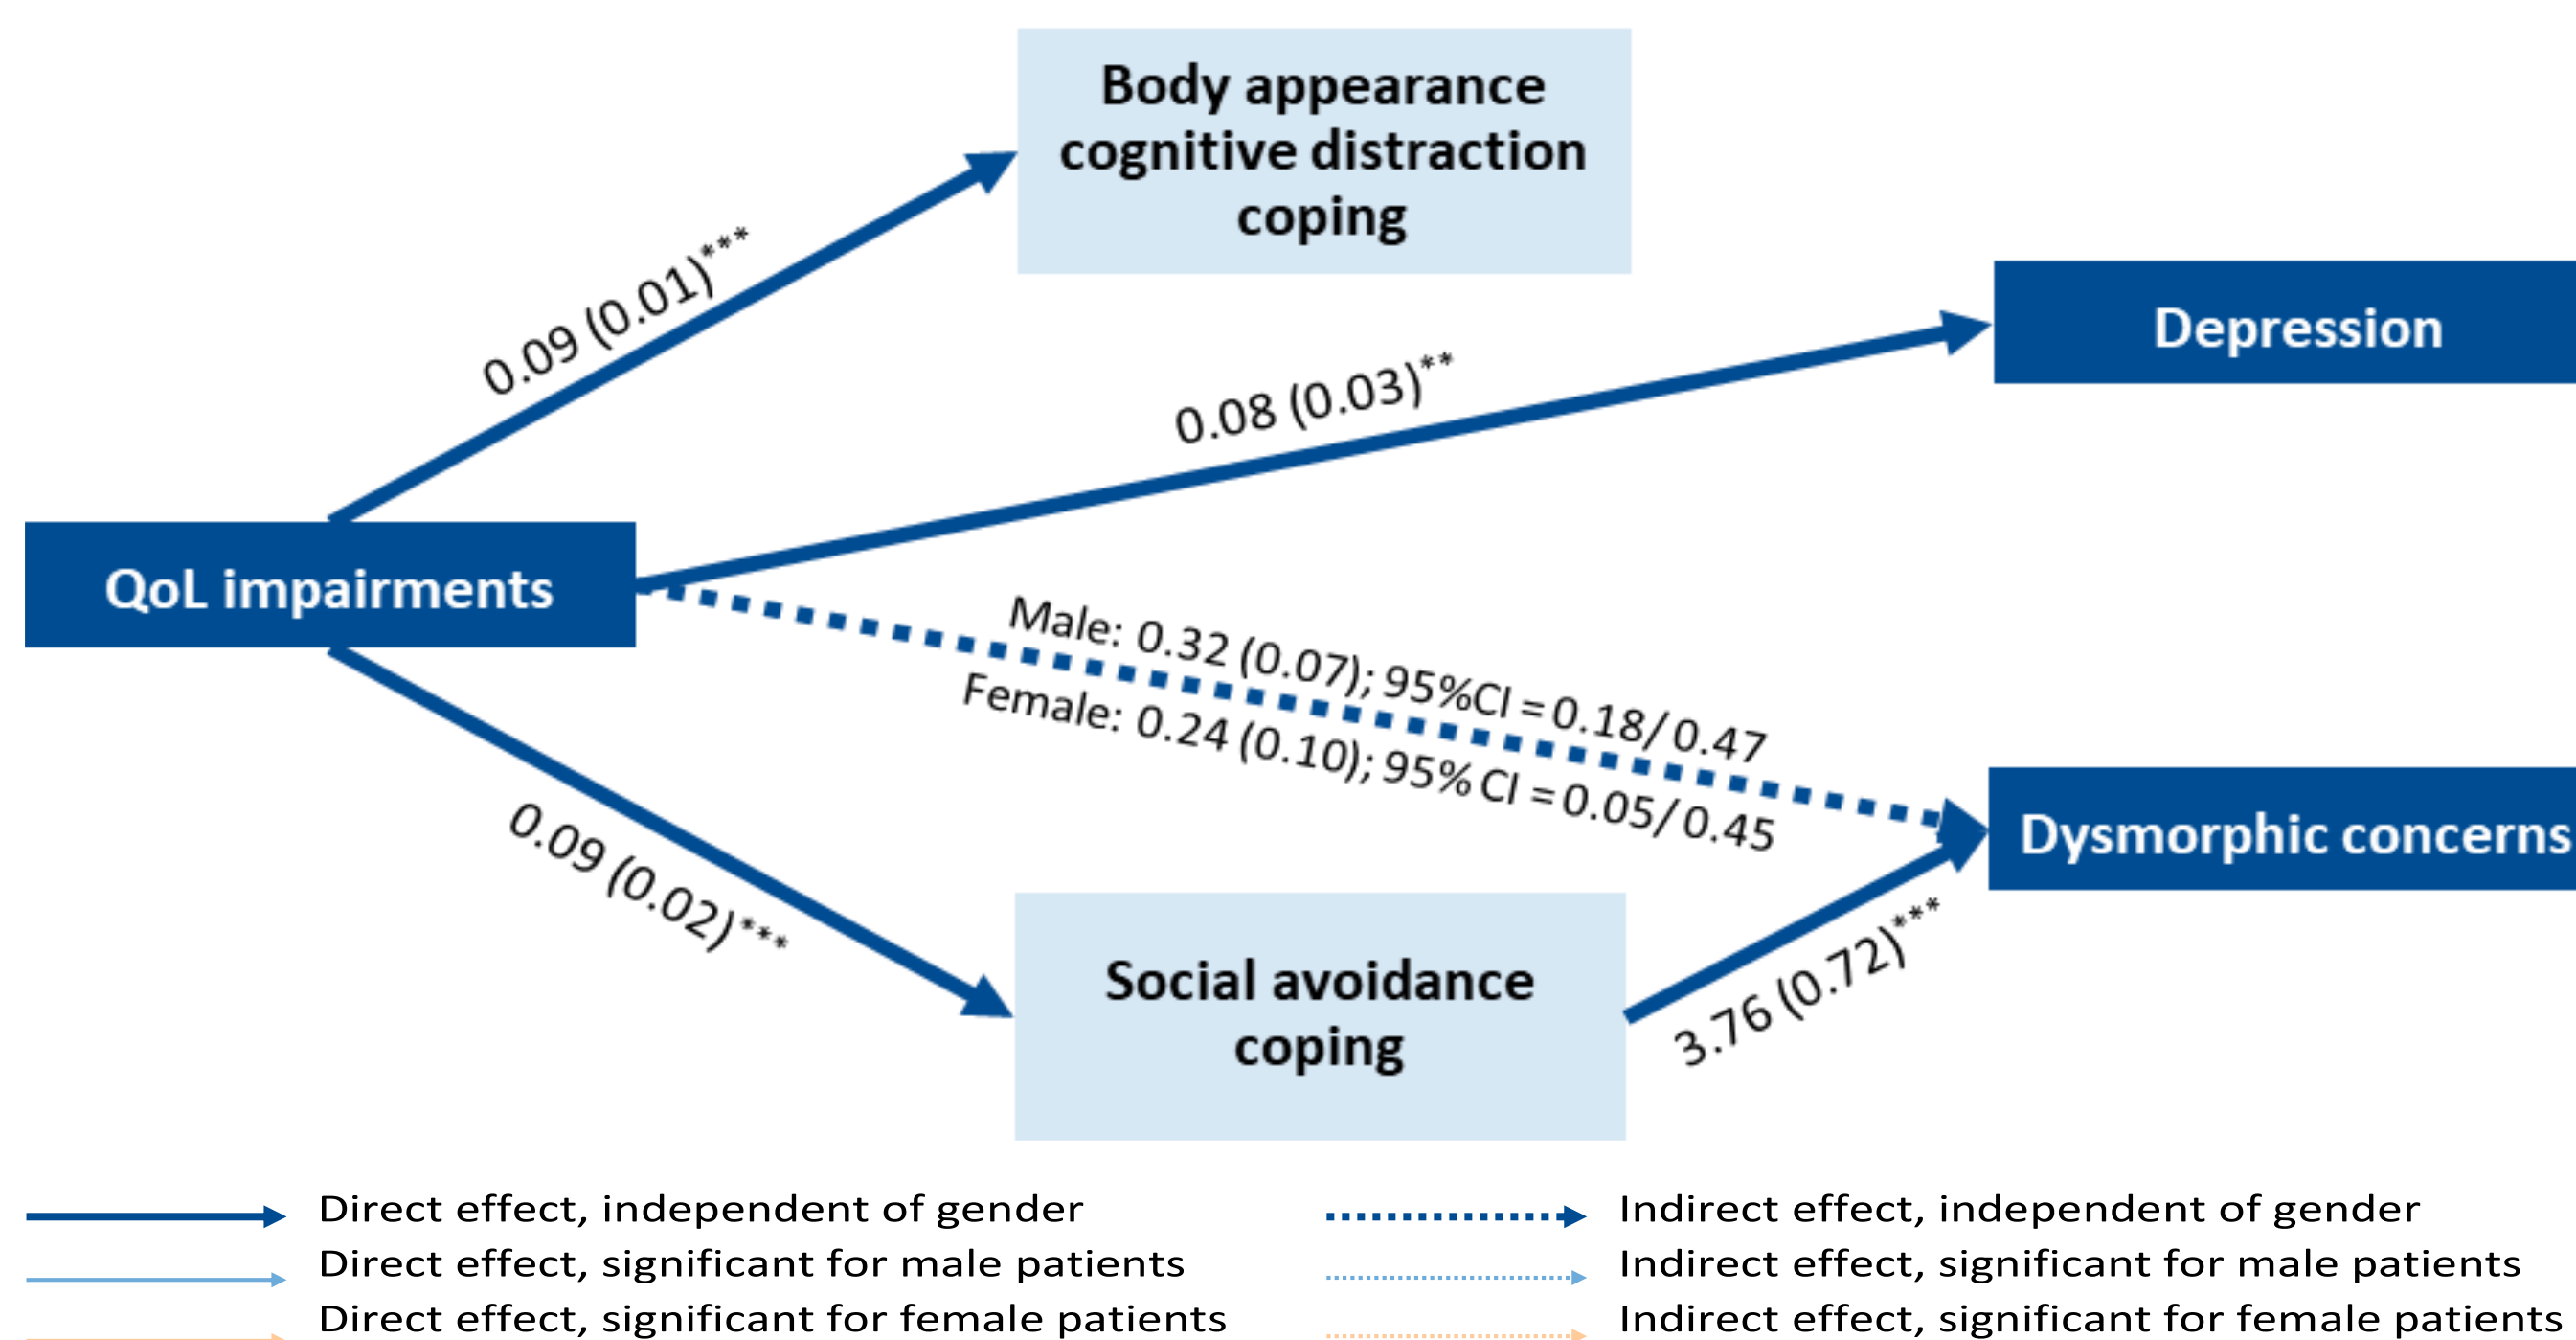 Body appearance
cognitive distraction
coping
0.09 (0.01)***
Depression
0.08 (0.03)**
QoL impairments
Male: 0.32 (0.07); 95%CI = 0.18/ 0.47
Female: 0.24 (0.10); 95% CI = 0.05/ 0.45
Dysmorphic concerns
0.09 (0.02)***
Social avoidance
coping
3.76 (0.72)***
Direct effect, independent of gender
Direct effect, significant for male patients
Direct effect, significant for female patients
Indirect effect, independent of gender
Indirect effect, significant for male patients
Indirect effect, significant for female patients